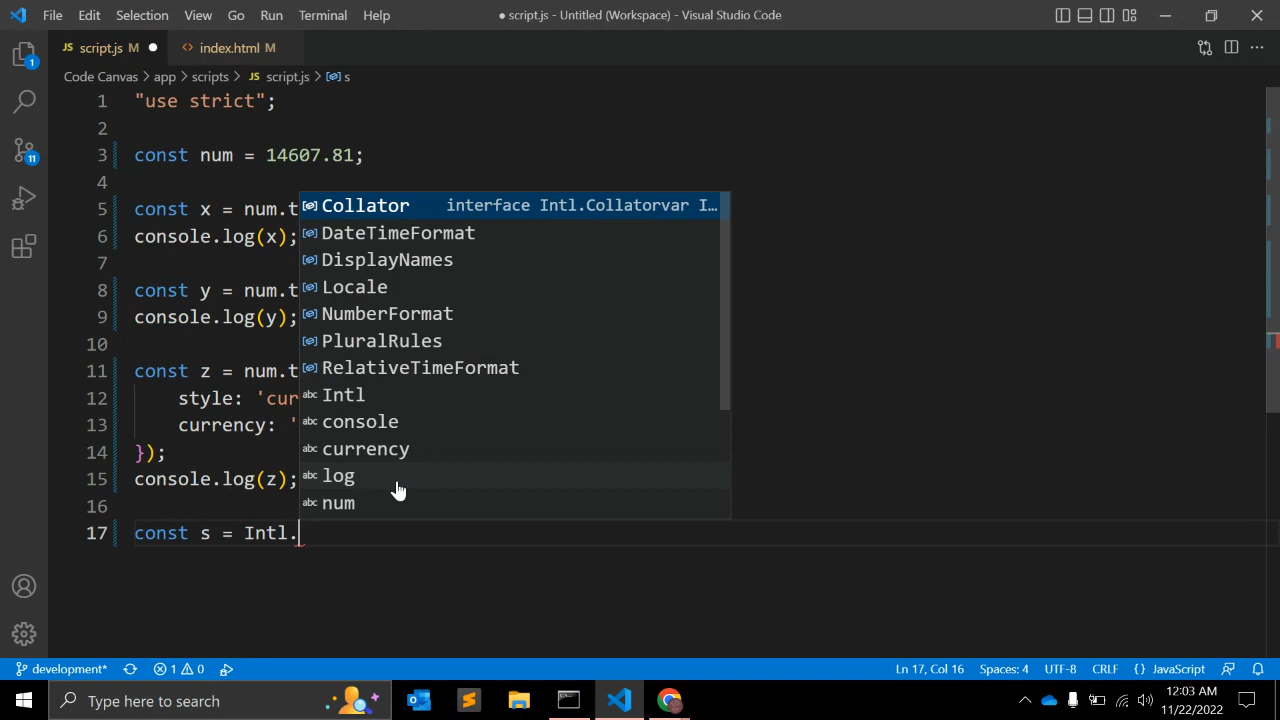 File Edit Selection View Go Run Terminal Help
● script.js - Untitled (Workspace) - Visual Studio Code
JS script.js M ● <> index.html M
Code Canvas > app > scripts > JS script.js > s
1 "use strict";
2
3 const num = 14607.81;
4
5 const x = num.t
6 console.log(x);
7
8 const y = num.t
9 console.log(y);
10
11 const z = num.t
12 style: 'cur
13 currency: '
14 });
15 console.log(z);
16
17 const s = Intl.
Collator interface Intl.Collatorvar I…
DateTimeFormat
DisplayNames
Locale
NumberFormat
PluralRules
RelativeTimeFormat
abc Intl
abc console
abc currency
abc log
abc num
1
11
development* 1 0 Ln 17, Col 16 Spaces: 4 UTF-8 CRLF {} JavaScript
Type here to search
12:03 AM
11/22/2022